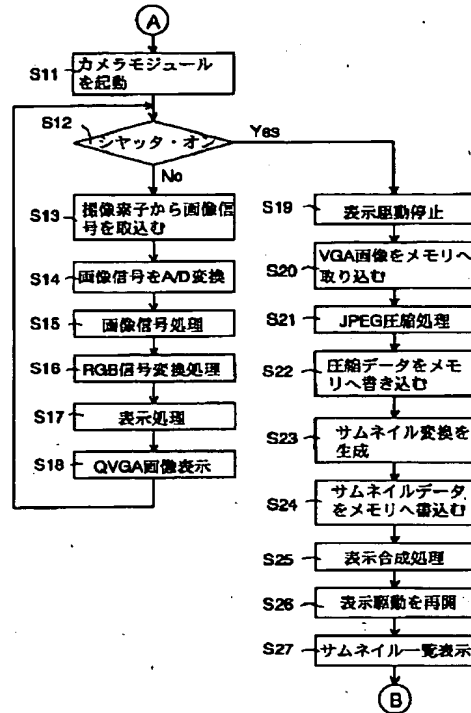 A
S11
カメラモジュール
を起動
S12
シヤッタ・オン
Yes
No
S13
撮像素子から画像信
号を取込む
S14
画像信号をA/D変換
S15
画像信号処理
S16
RGB信号変換処理
S17
表示処理
S18
QVGA画像表示
S19
表示駆動停止
S20
VGA画像をメモリへ
取り込む
S21
JPEG圧縮処理
S22
圧縮データをメモ
リへ書き込む
S23
サムネイル変換を
生成
S24
サムネイルデータ
をメモリへ書込む
S25
表示合成処理
S26
表示駆動を再開
S27
サムネイル一覧表示
B